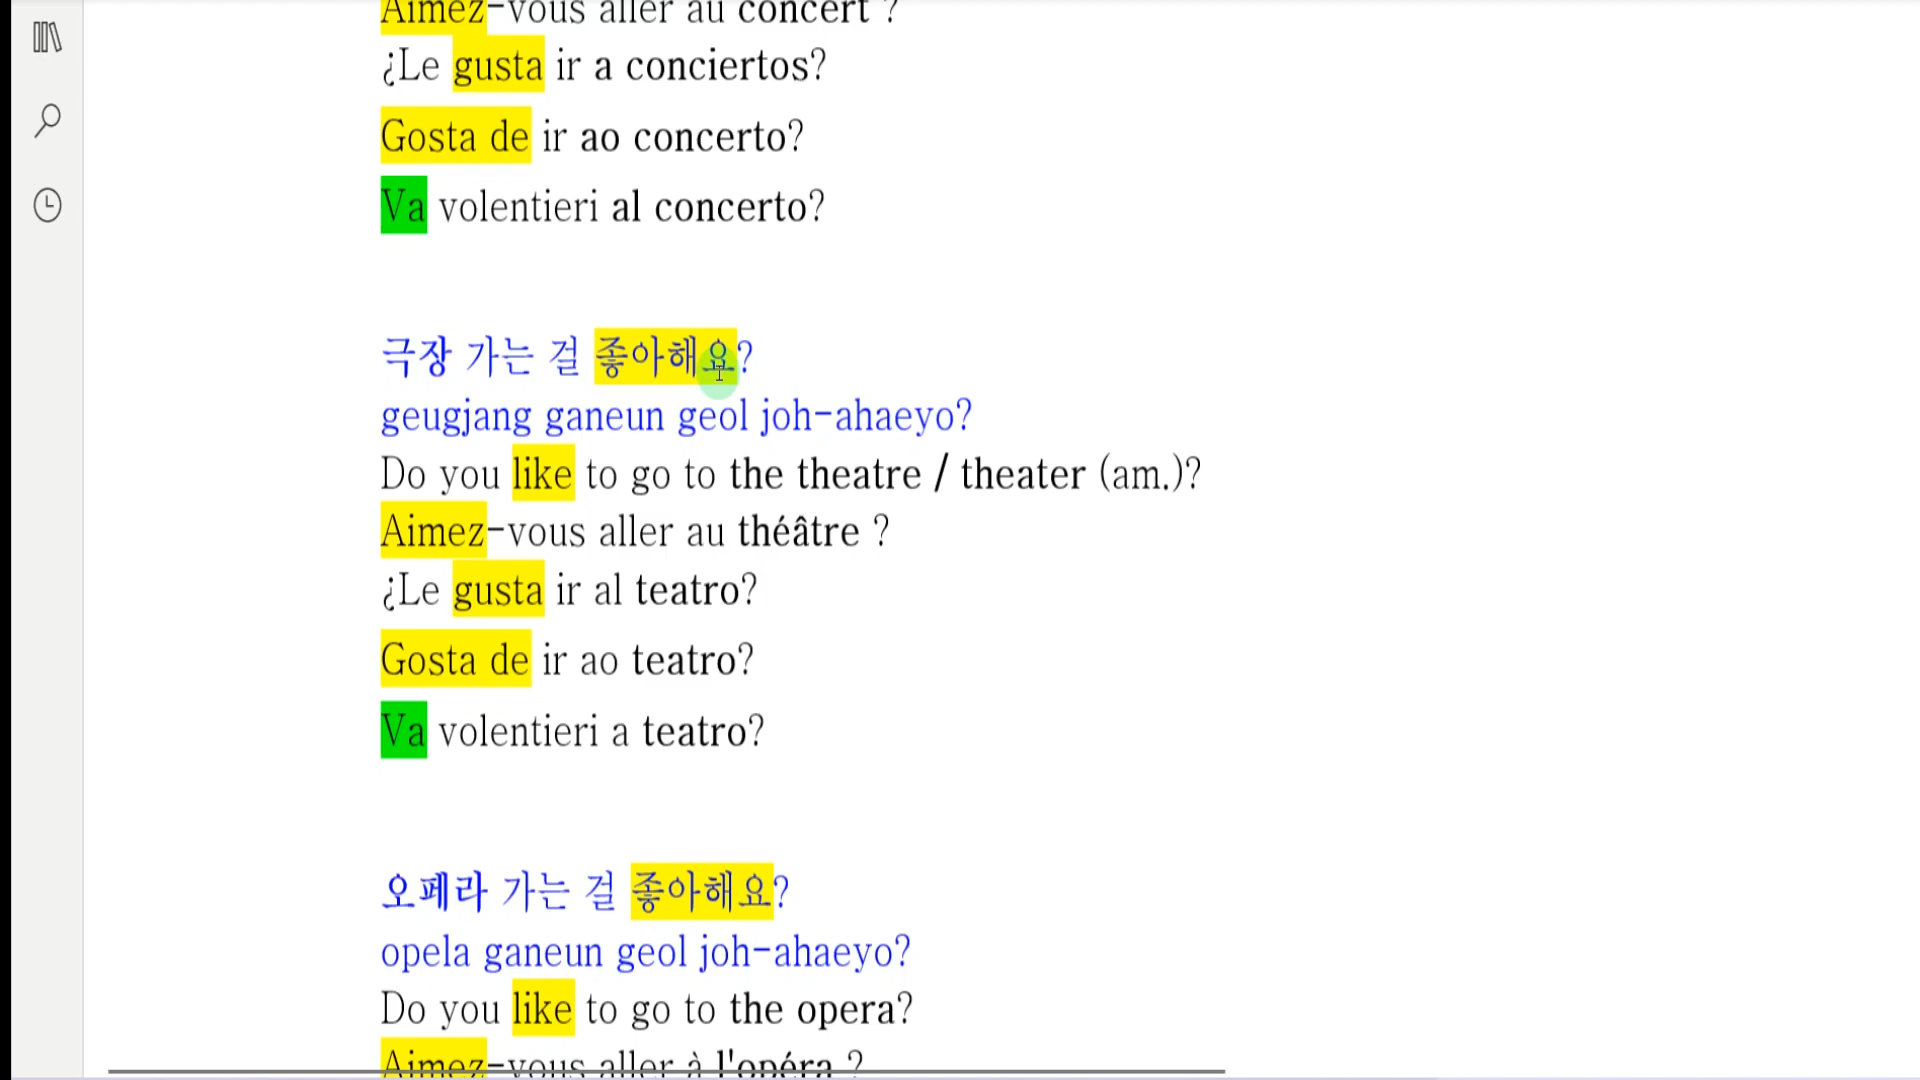 Aimez-vous aller au concert ?
¿Le gusta ir a conciertos?
Gosta de ir ao concerto?
Va volentieri al concerto?
극장 가는 걸 좋아해요?
geugjang ganeun geol joh-ahaeyo?
Do you like to go to the theatre / theater (am.)?
Aimez-vous aller au théâtre ?
¿Le gusta ir al teatro?
Gosta de ir ao teatro?
Va volentieri a teatro?
오페라 가는 걸 좋아해요?
opela ganeun geol joh-ahaeyo?
Do you like to go to the opera?
Aimez-vous aller à l'opéra ?